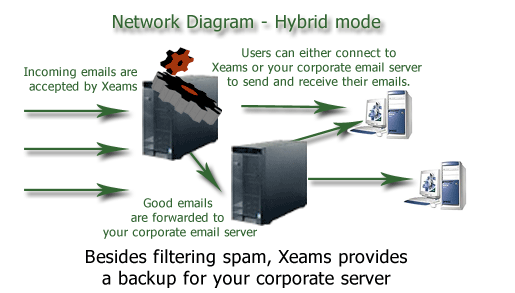 Network Diagram - Hybrid mode
Incoming emails are
accepted by Xeams
Users can either connect to
Xeams or your corporate email server
to send and receive their emails.
Good emails
are forwarded to
your corporate email server
Besides filtering spam, Xeams provides
a backup for your corporate server